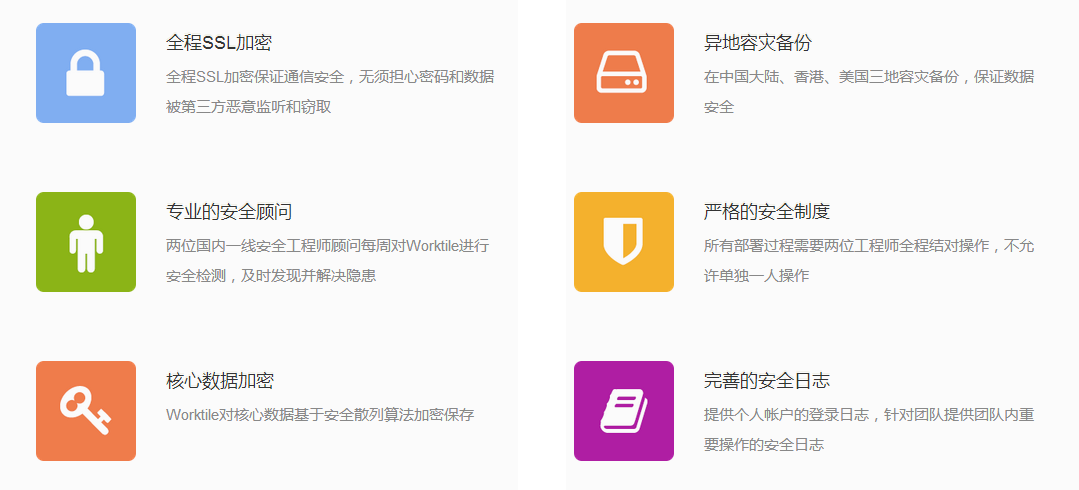 全程SSL加密
全程SSL加密保证通信安全，无须担心密码和数据
被第三方恶意监听和窃取
异地容灾备份
在中国大陆、香港、美国三地容灾备份，保证数据
安全
专业的安全顾问
两位国内一线安全工程师顾问每周对Worktile进行
安全检测，及时发现并解决隐患
严格的安全制度
所有部署过程需要两位工程师全程结对操作，不允
许单独一人操作
核心数据加密
Worktile对核心数据基于安全散列算法加密保存
完善的安全日志
提供个人帐户的登录日志，针对团队提供团队内重
要操作的安全日志